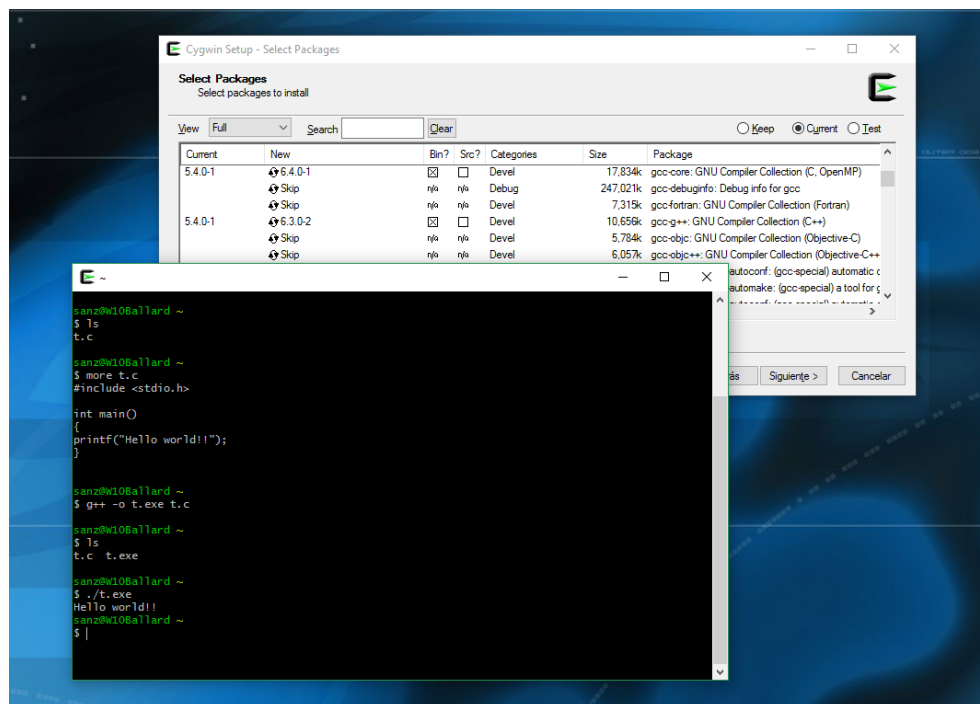 Cygwin Setup - Select Packages
Select Packages
Select packages to install
View Full Search Clear Keep Current Test
Current New Bin? Src? Categories Size Package
5.4.0-1 6.4.0-1 Devel 17,834k gcc-core: GNU Compiler Collection (C, OpenMP)
Skip n/a n/a Debug 247,021k gcc-debuginfo: Debug info for gcc
Skip n/a n/a Devel 7,315k gcc-fortran: GNU Compiler Collection (Fortran)
5.4.0-1 6.3.0-2 Devel 10,656k gcc-g++: GNU Compiler Collection (C++)
Skip n/a n/a Devel 5,784k gcc-objc: GNU Compiler Collection (Objective-C)
Skip n/a n/a Devel 6,057k gcc-objc++: GNU Compiler Collection (Objective-C++
autoconf: (gcc-special) automatic c
automake: (gcc-special) a tool for g
ás Siguiente > Cancelar
~
sanz@W10Ballard ~
$ ls
t.c
sanz@W10Ballard ~
$ more t.c
#include <stdio.h>
int main()
{
printf("Hello world!!");
}
sanz@W10Ballard ~
$ g++ -o t.exe t.c
sanz@W10Ballard ~
$ ls
t.c t.exe
sanz@W10Ballard ~
$ ./t.exe
Hello world!!
sanz@W10Ballard ~
$